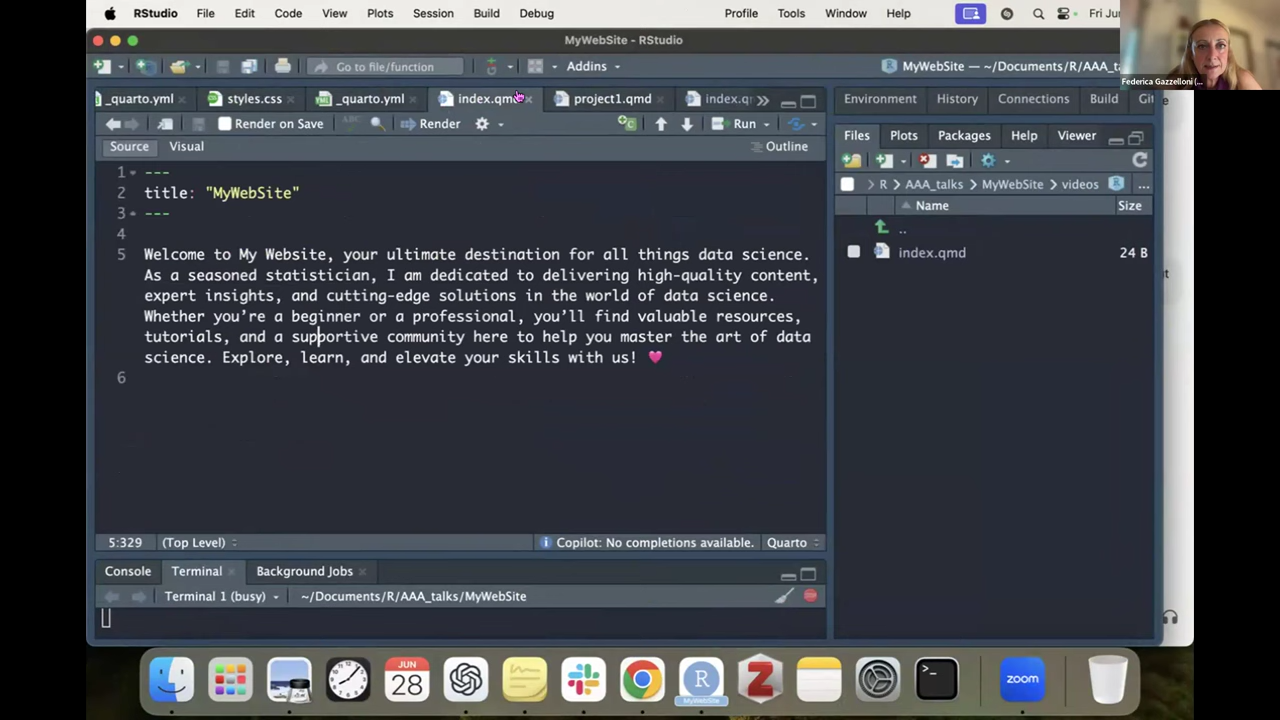 RStudio File Edit Code View Plots Session Build Debug Profile Tools Window Help
MyWebSite - RStudio
Go to file/function Addins MyWebSite — ~/Documents/R/AAA_ta
Federica Gazzelloni (
_quarto.yml styles.css _quarto.yml index.qmd project1.qmd index.q
Render on Save Render Run
Source Visual Outline
1 ---
2 title: "MyWebSite"
3 ---
4
5 Welcome to My Website, your ultimate destination for all things data science.
As a seasoned statistician, I am dedicated to delivering high-quality content,
expert insights, and cutting-edge solutions in the world of data science.
Whether you’re a beginner or a professional, you’ll find valuable resources,
tutorials, and a supportive community here to help you master the art of data
science. Explore, learn, and elevate your skills with us! 💗
6
5:329 (Top Level) Copilot: No completions available. Quarto
Console Terminal Background Jobs
Terminal 1 (busy) ~/Documents/R/AAA_talks/MyWebSite
Environment History Connections Build Git
Files Plots Packages Help Viewer
R AAA_talks MyWebSite videos ...
Name Size
..
index.qmd 24 B
JUN
28
R
MyWebSite
Z
>_
zoom